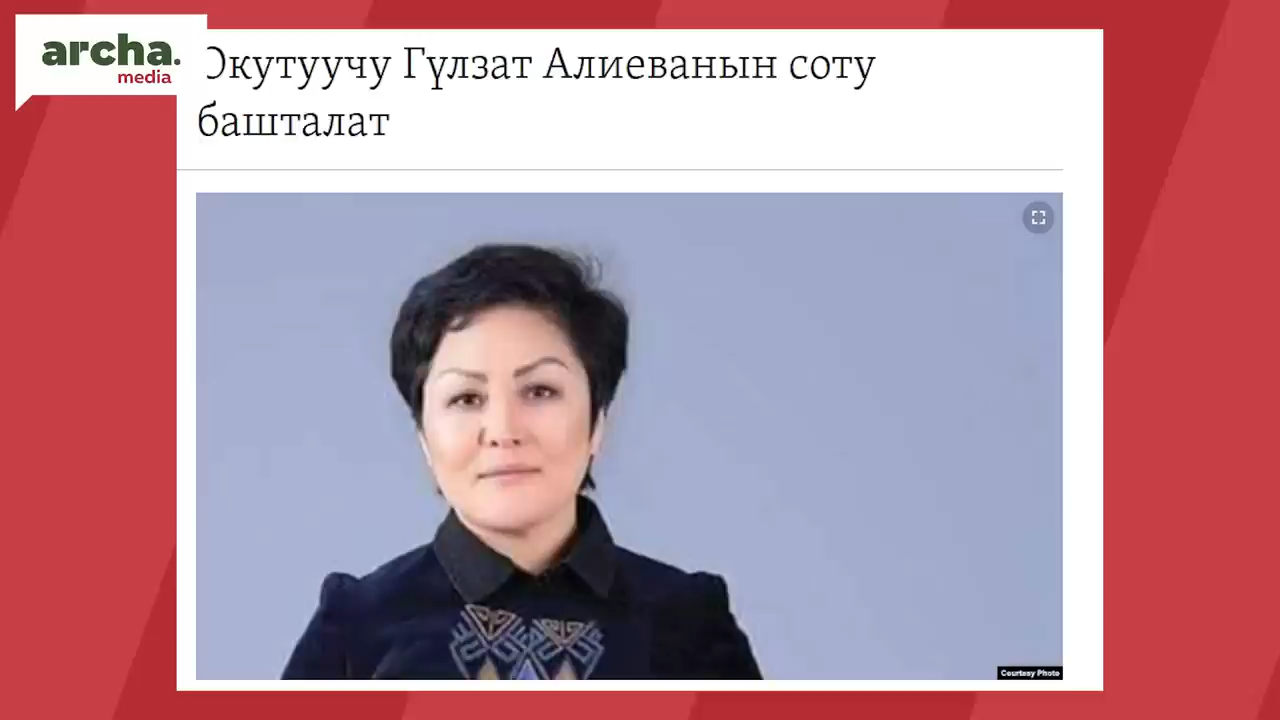 archa.
media
Окутуучу Гүлзат Алиеванын соту
башталат
Courtesy Photo